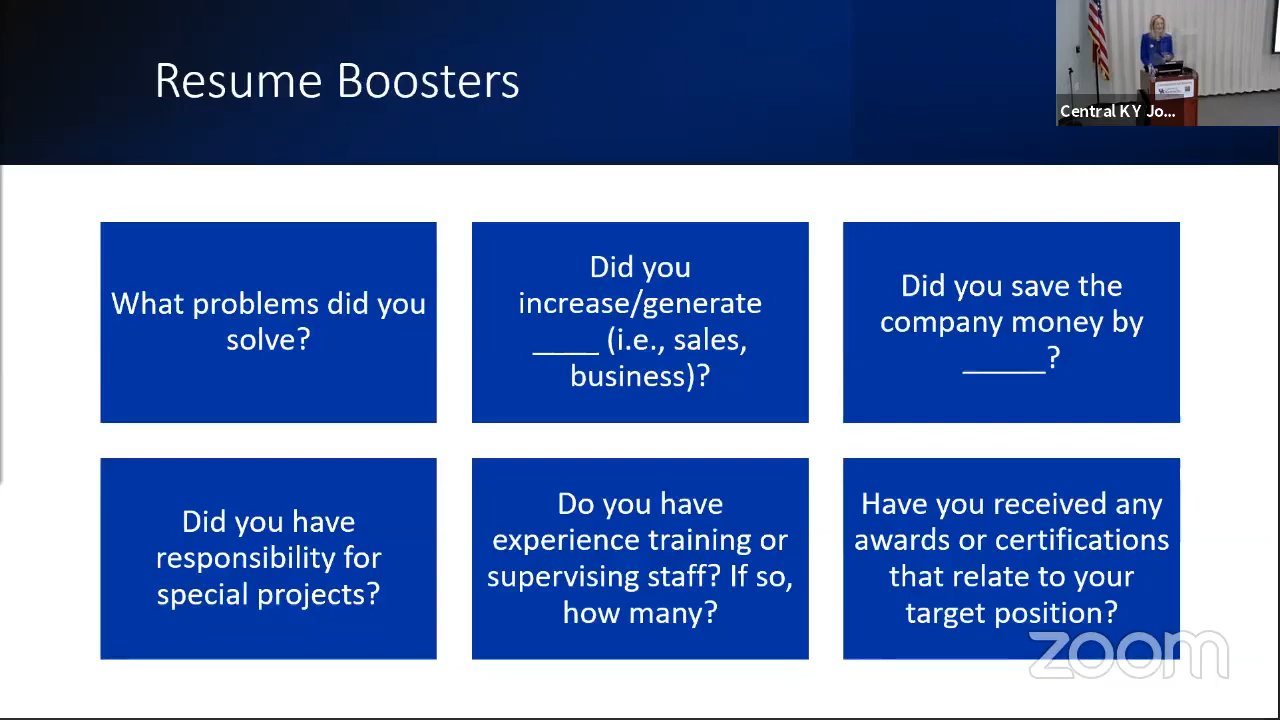 Resume Boosters
Central KY Jo...
What problems did you
solve?
Did you
increase/generate
____ (i.e., sales,
business)?
Did you save the
company money by
_____?
Did you have
responsibility for
special projects?
Do you have
experience training or
supervising staff? If so,
how many?
Have you received any
awards or certifications
that relate to your
target position?
zoom